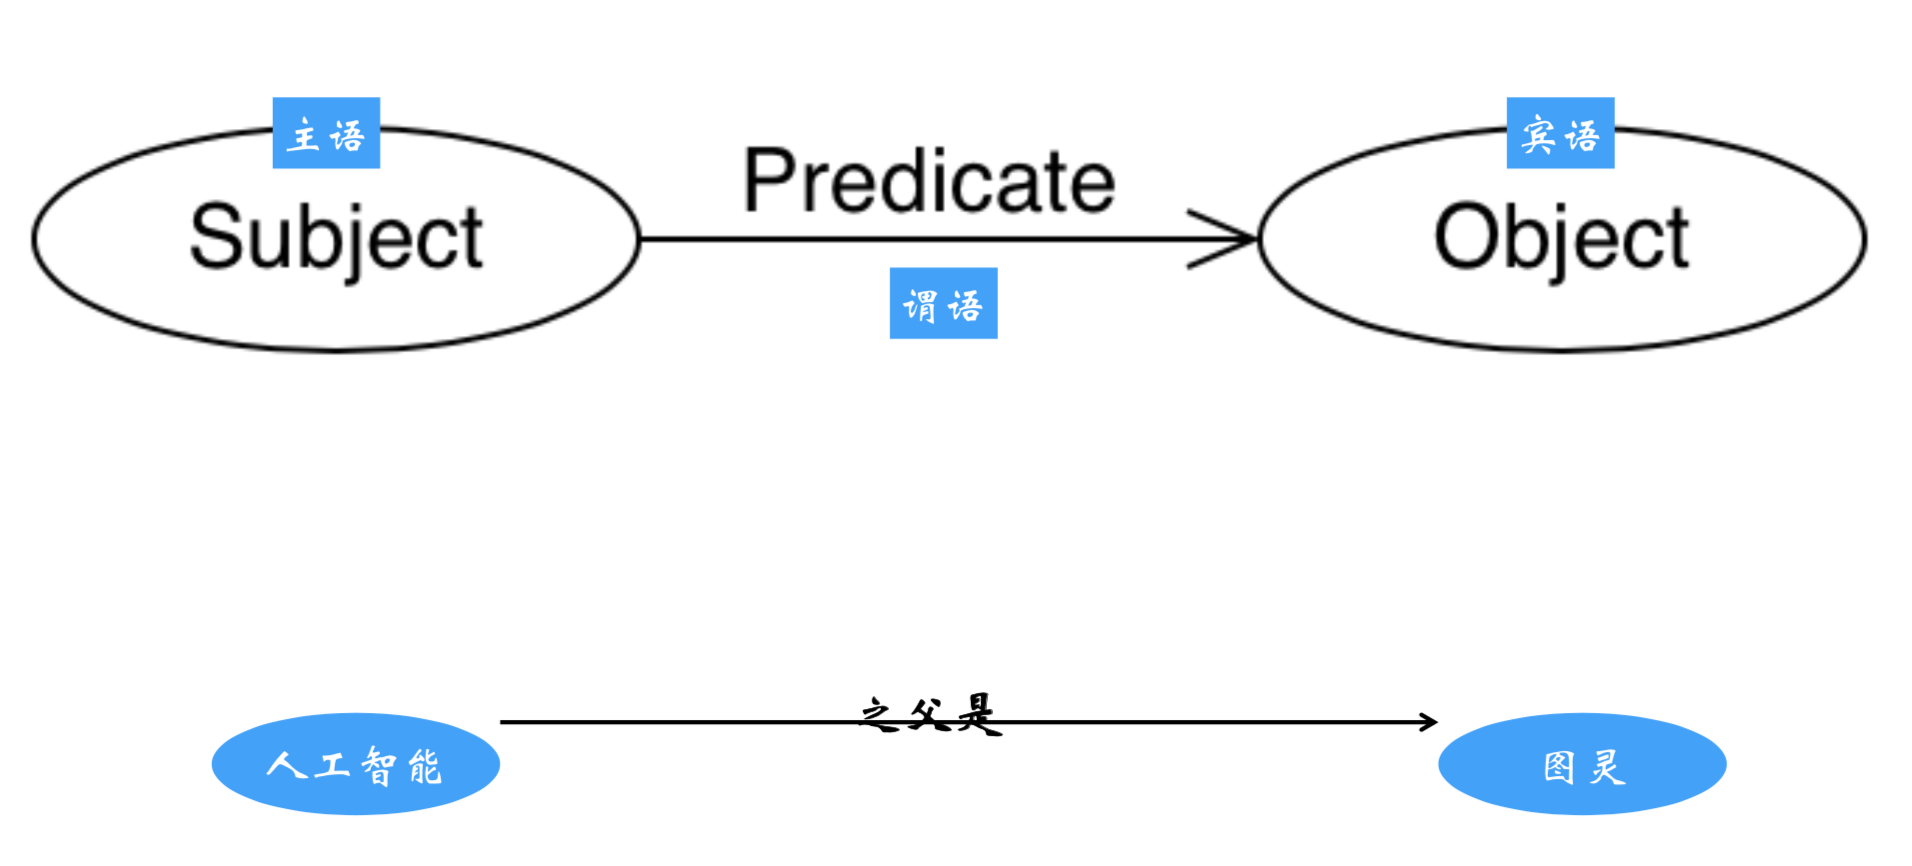 主语
宾语
Predicate
Subject
Object
谓语
之父是
人工智能
图灵